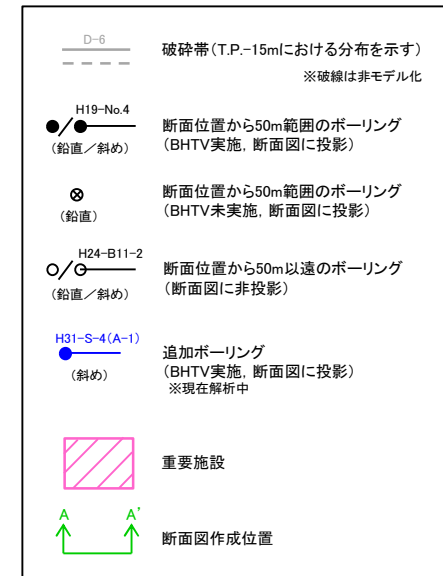 D-6
破砕帯(T.P.-15mにおける分布を示す)
※破線は非モデル化
H19-No.4
(鉛直/斜め)
断面位置から50m範囲のボーリング
(BHTV実施, 断面図に投影)
(鉛直)
断面位置から50m範囲のボーリング
(BHTV未実施, 断面図に投影)
H24-B11-2
(鉛直/斜め)
断面位置から50m以遠のボーリング
(断面図に非投影)
H31-S-4(A-1)
(斜め)
追加ボーリング
(BHTV実施, 断面図に投影)
※現在解析中
重要施設
A A'
断面図作成位置